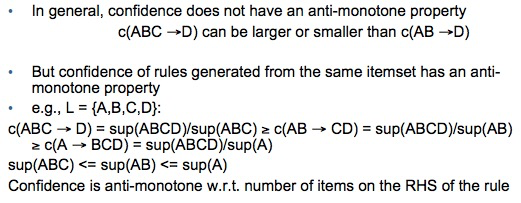 • In general, confidence does not have an anti-monotone property
c(ABC →D) can be larger or smaller than c(AB →D)
• But confidence of rules generated from the same itemset has an anti-
monotone property
• e.g., L = {A,B,C,D}:
c(ABC → D) = sup(ABCD)/sup(ABC) ≥ c(AB → CD) = sup(ABCD)/sup(AB)
≥ c(A → BCD) = sup(ABCD)/sup(A)
sup(ABC) <= sup(AB) <= sup(A)
Confidence is anti-monotone w.r.t. number of items on the RHS of the rule